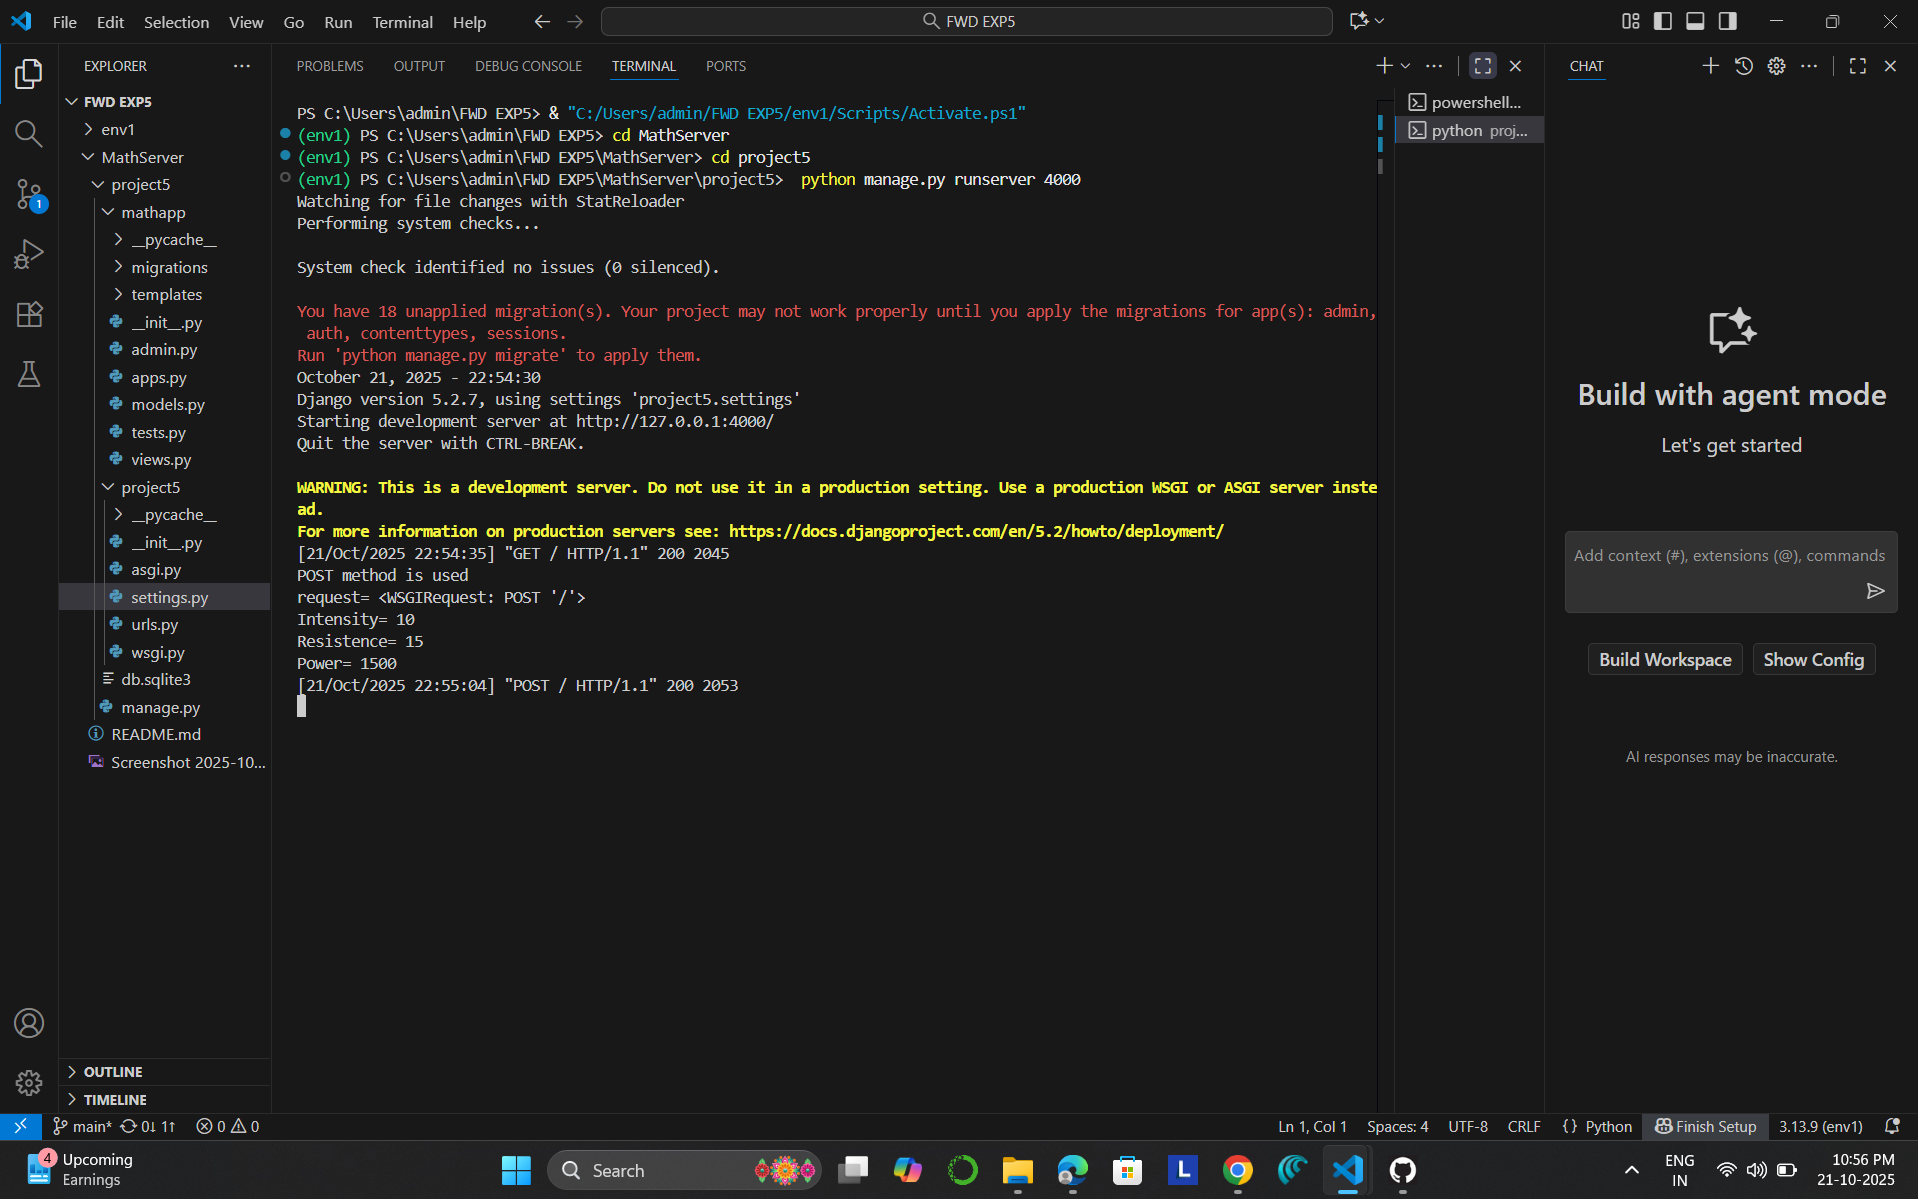 File Edit Selection View Go Run Terminal Help
FWD EXP5
EXPLORER
FWD EXP5
env1
MathServer
project5
mathapp
__pycache__
migrations
templates
__init__.py
admin.py
apps.py
models.py
tests.py
views.py
project5
__pycache__
__init__.py
asgi.py
settings.py
urls.py
wsgi.py
db.sqlite3
manage.py
README.md
Screenshot 2025-10...
OUTLINE
TIMELINE
1
PROBLEMS OUTPUT DEBUG CONSOLE TERMINAL PORTS
PS C:\Users\admin\FWD EXP5> & "C:/Users/admin/FWD EXP5/env1/Scripts/Activate.ps1"
(env1) PS C:\Users\admin\FWD EXP5> cd MathServer
(env1) PS C:\Users\admin\FWD EXP5\MathServer> cd project5
(env1) PS C:\Users\admin\FWD EXP5\MathServer\project5>  python manage.py runserver 4000
Watching for file changes with StatReloader
Performing system checks...
System check identified no issues (0 silenced).
You have 18 unapplied migration(s). Your project may not work properly until you apply the migrations for app(s): admin,
auth, contenttypes, sessions.
Run 'python manage.py migrate' to apply them.
October 21, 2025 - 22:54:30
Django version 5.2.7, using settings 'project5.settings'
Starting development server at http://127.0.0.1:4000/
Quit the server with CTRL-BREAK.
WARNING: This is a development server. Do not use it in a production setting. Use a production WSGI or ASGI server inste
ad.
For more information on production servers see: https://docs.djangoproject.com/en/5.2/howto/deployment/
[21/Oct/2025 22:54:35] "GET / HTTP/1.1" 200 2045
POST method is used
request= <WSGIRequest: POST '/'>
Intensity= 10
Resistence= 15
Power= 1500
[21/Oct/2025 22:55:04] "POST / HTTP/1.1" 200 2053
powershell...
python proj...
CHAT
Build with agent mode
Let's get started
Add context (#), extensions (@), commands
Build Workspace Show Config
AI responses may be inaccurate.
main* 0↓ 1↑ 0 0
Ln 1, Col 1 Spaces: 4 UTF-8 CRLF {} Python Finish Setup 3.13.9 (env1)
4
Upcoming
Earnings
Search
L
ENG
IN
10:56 PM
21-10-2025